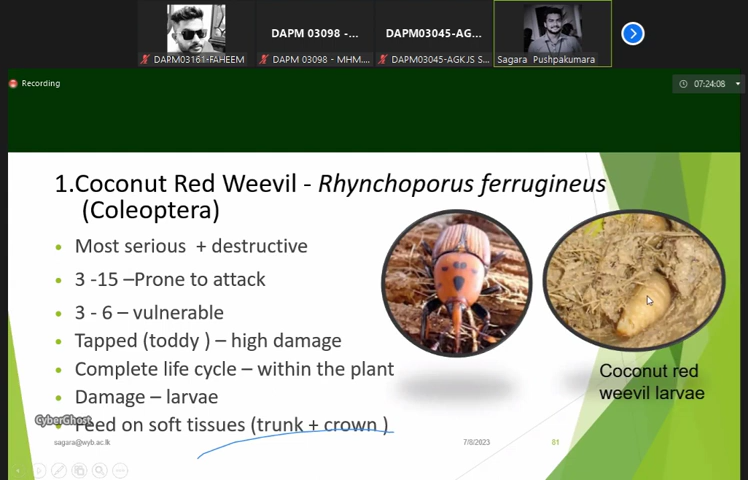 DAPM 03098 -...
DAPM03045-AG...
DAPM03161-FAHEEM
DAPM 03098 - MHM....
DAPM03045-AGKJS S...
Sagara Pushpakumara
Recording
07:24:08
1.Coconut Red Weevil - Rhynchoporus ferrugineus
(Coleoptera)
• Most serious + destructive
• 3 -15 –Prone to attack
• 3 - 6 – vulnerable
• Tapped (toddy ) – high damage
• Complete life cycle – within the plant
• Damage – larvae
• Feed on soft tissues (trunk + crown )
Coconut red
weevil larvae
CyberGhost
sagara@wyb.ac.lk
7/8/2023
81